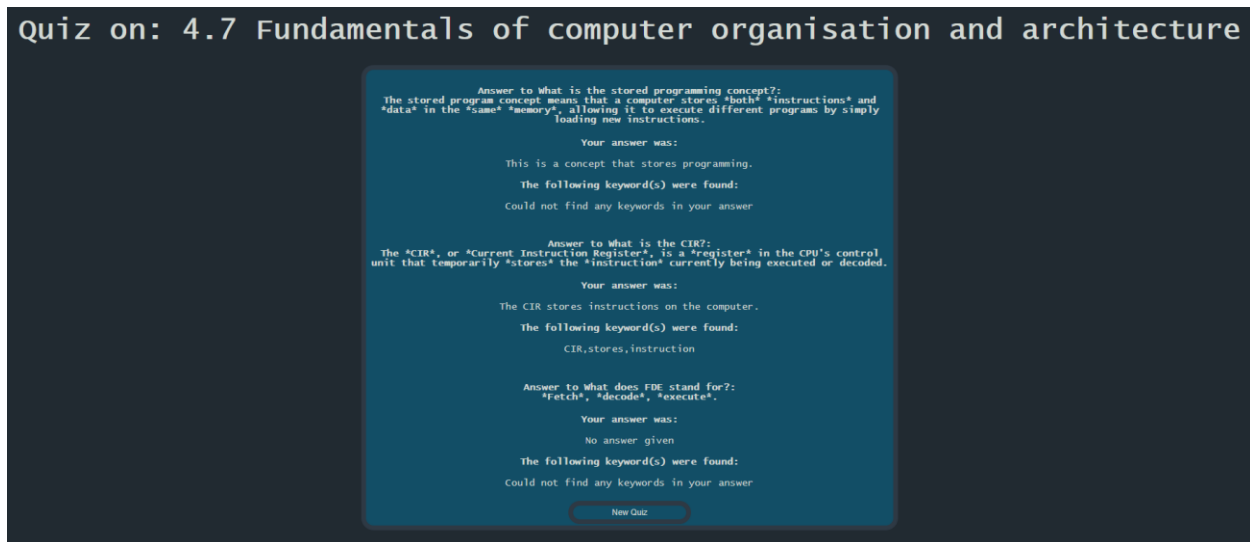 Quiz on: 4.7 Fundamentals of computer organisation and architecture
Answer to What is the stored programming concept?:
The stored program concept means that a computer stores *both* *instructions* and
*data* in the *same* *memory*, allowing it to execute different programs by simply
loading new instructions.
Your answer was:
This is a concept that stores programming.
The following keyword(s) were found:
Could not find any keywords in your answer
Answer to What is the CIR?:
The *CIR*, or *Current Instruction Register*, is a *register* in the CPU's control
unit that temporarily *stores* the *instruction* currently being executed or decoded.
Your answer was:
The CIR stores instructions on the computer.
The following keyword(s) were found:
CIR,stores,instruction
Answer to What does FDE stand for?:
*Fetch*, *decode*, *execute*.
Your answer was:
No answer given
The following keyword(s) were found:
Could not find any keywords in your answer
New Quiz